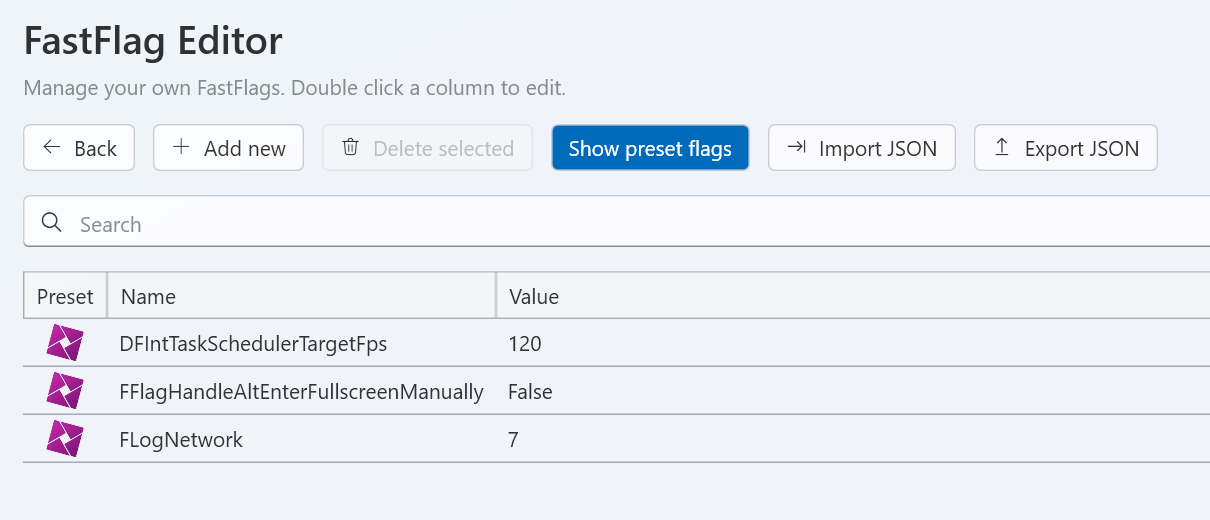 FastFlag Editor
Manage your own FastFlags. Double click a column to edit.
Back Add new Delete selected Show preset flags Import JSON Export JSON
Search
Preset Name Value
DFIntTaskSchedulerTargetFps 120
FFlagHandleAltEnterFullscreenManually False
FLogNetwork 7